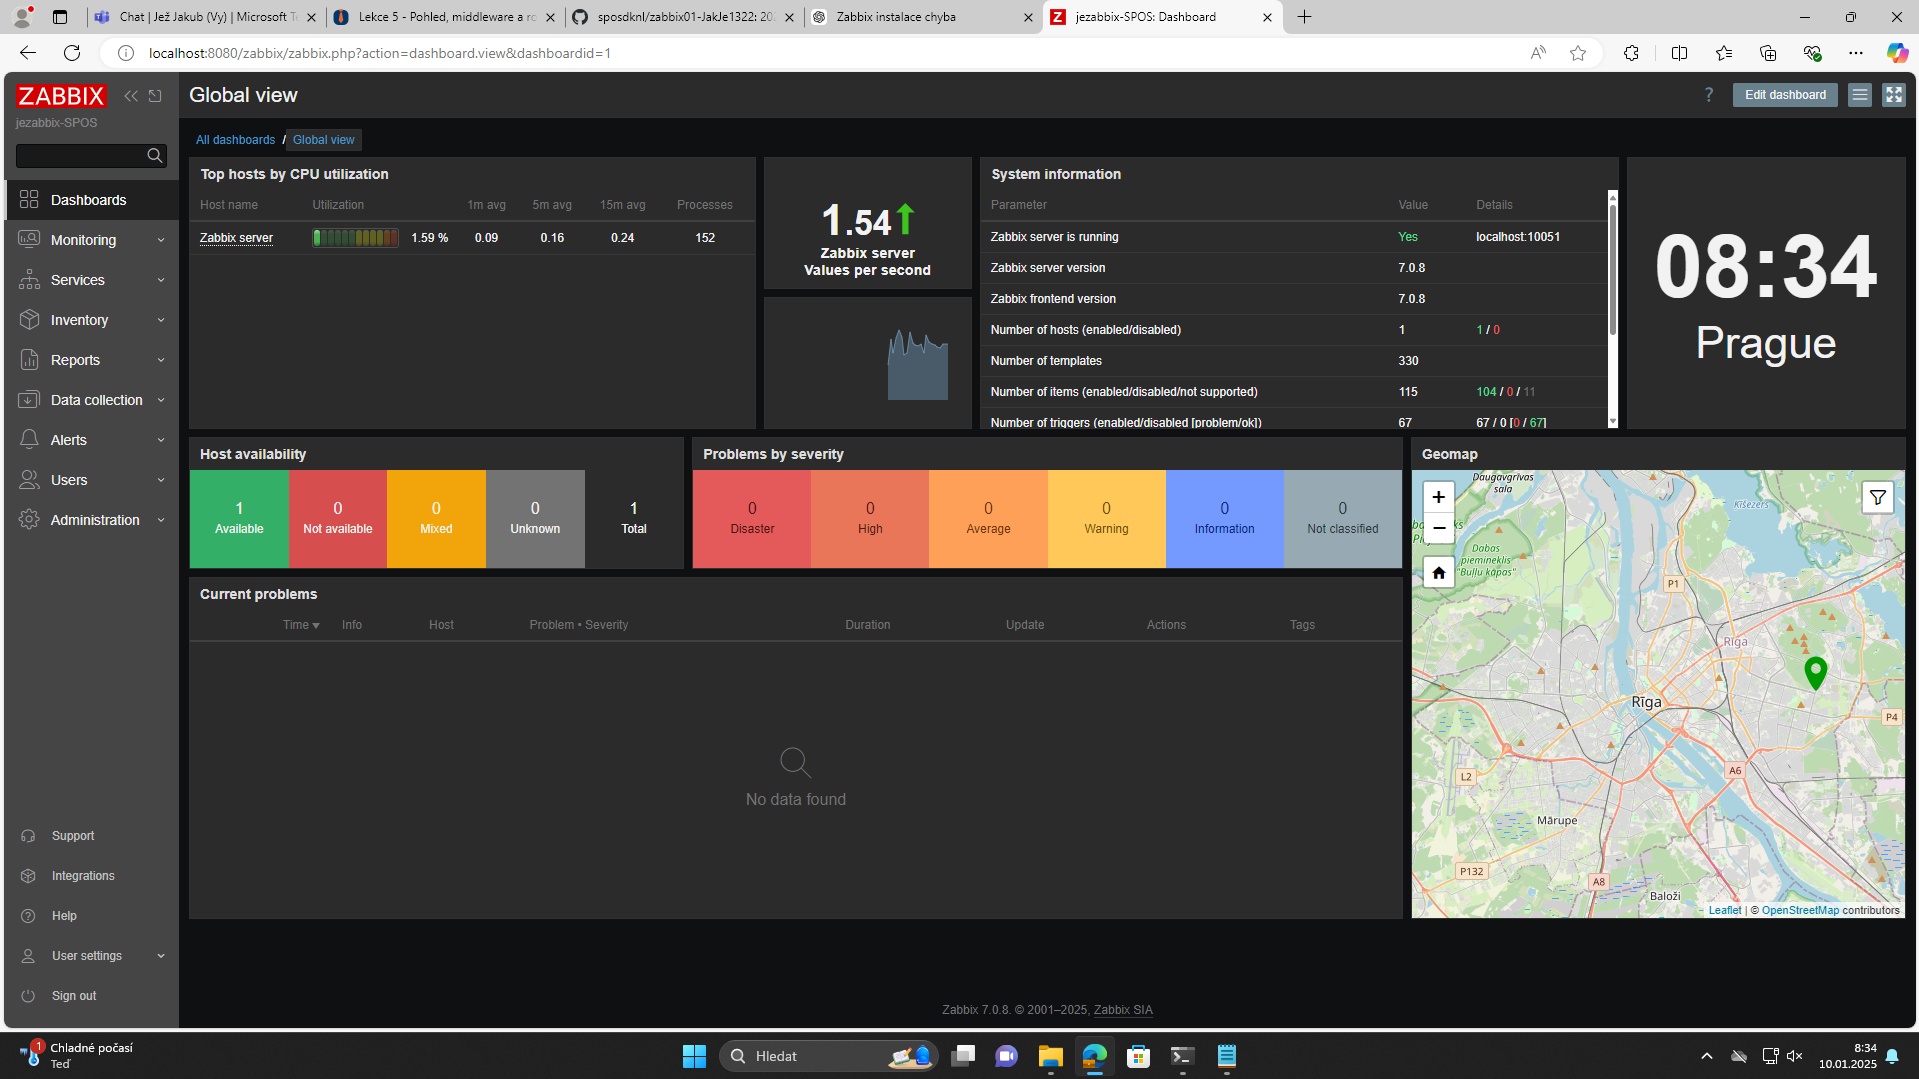 Chat | Jež Jakub (Vy) | Microsoft T
Lekce 5 - Pohled, middleware a ro
sposdknl/zabbix01-JakJe1322: 20
Zabbix instalace chyba
jezabbix-SPOS: Dashboard
localhost:8080/zabbix/zabbix.php?action=dashboard.view&dashboardid=1
ZABBIX
jezabbix-SPOS
Dashboards
Monitoring
Services
Inventory
Reports
Data collection
Alerts
Users
Administration
Support
Integrations
Help
User settings
Sign out
Global view
? Edit dashboard
All dashboards / Global view
Top hosts by CPU utilization
Host name Utilization 1m avg 5m avg 15m avg Processes
Zabbix server 1.59 % 0.09 0.16 0.24 152
1.54
Zabbix server
Values per second
System information
Parameter Value Details
Zabbix server is running Yes localhost:10051
Zabbix server version 7.0.8
Zabbix frontend version 7.0.8
Number of hosts (enabled/disabled) 1 1 / 0
Number of templates 330
Number of items (enabled/disabled/not supported) 115 104 / 0 / 11
Number of triggers (enabled/disabled [problem/ok]) 67 67 / 0 [0 / 67]
08:34
Prague
Host availability
1 Available
0 Not available
0 Mixed
0 Unknown
1 Total
Problems by severity
0 Disaster
0 High
0 Average
0 Warning
0 Information
0 Not classified
Current problems
Time Info Host Problem • Severity Duration Update Actions Tags
No data found
Geomap
+
−
Daugavgrīvas
sala
Ķīšezers
Dabas
piemineklis
"Buļļu kāpas"
P1
Rīga
Rīga
P4
L2
A6
Mārupe
P132
A8
Baloži
Leaflet | © OpenStreetMap contributors
Zabbix 7.0.8. © 2001–2025, Zabbix SIA
1
Chladné počasí
Teď
Hledat
8:34
10.01.2025